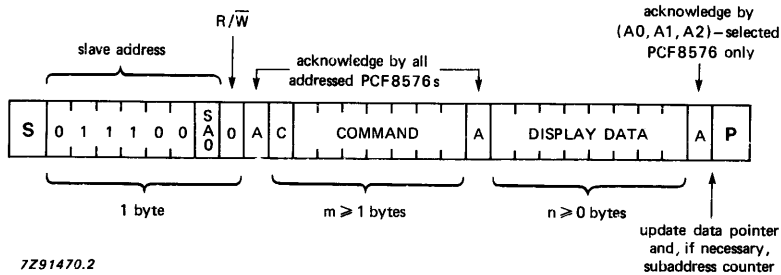 acknowledge by
(A0, A1, A2)–selected
PCF8576 only
R/W̅
slave address
acknowledge by all
addressed PCF8576s
S 0 1 1 1 0 0 SA0 0 A C COMMAND A DISPLAY DATA A P
1 byte
m ⩾ 1 bytes
n ⩾ 0 bytes
update data pointer
and, if necessary,
subaddress counter
7Z91470.2